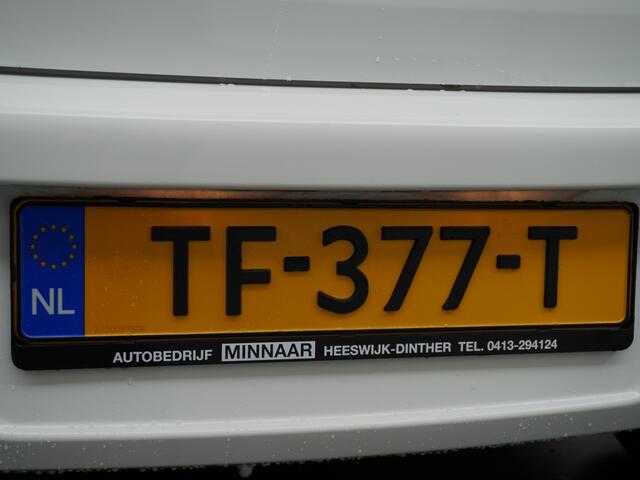 NL TF-377-T
AUTOBEDRIJF MINNAAR HEESWIJK-DINTHER TEL. 0413-294124